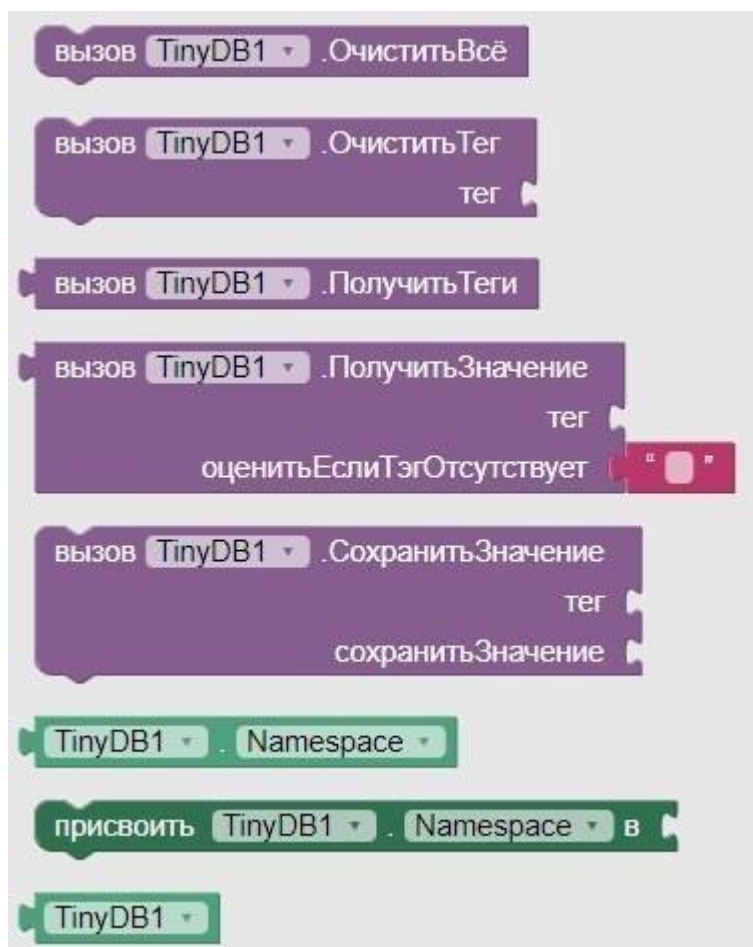 вызов TinyDB1 .ОчиститьВсё
вызов TinyDB1 .ОчиститьТег
тег
вызов TinyDB1 .ПолучитьТеги
вызов TinyDB1 .ПолучитьЗначение
тег
оценитьЕслиТэгОтсутствует “ ”
вызов TinyDB1 .СохранитьЗначение
тег
сохранитьЗначение
TinyDB1 . Namespace
присвоить TinyDB1 . Namespace в
TinyDB1